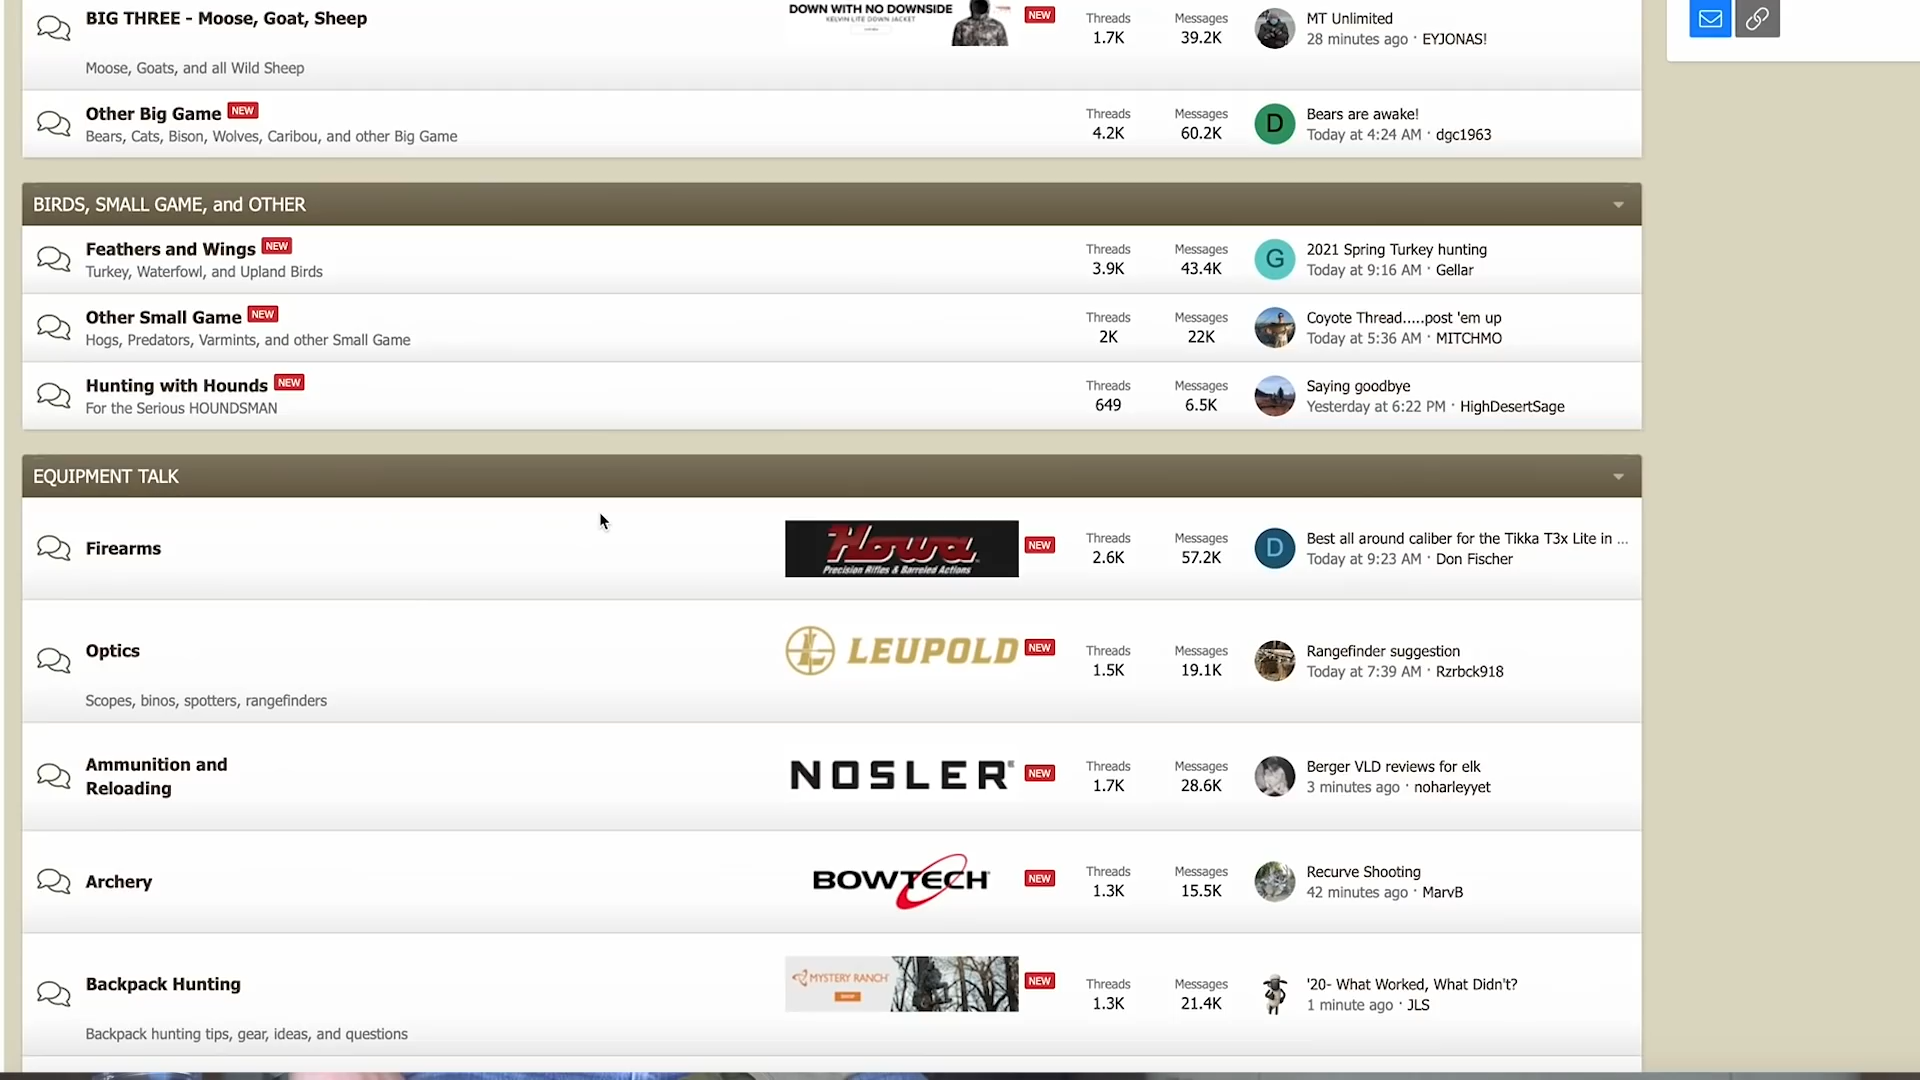 BIG THREE - Moose, Goat, Sheep
DOWN WITH NO DOWNSIDE
KELVIN LITE DOWN JACKET
NEW
Threads
1.7K
Messages
39.2K
MT Unlimited
28 minutes ago · EYJONAS!
Moose, Goats, and all Wild Sheep
Other Big Game NEW
Bears, Cats, Bison, Wolves, Caribou, and other Big Game
Threads
4.2K
Messages
60.2K
D
Bears are awake!
Today at 4:24 AM · dgc1963
BIRDS, SMALL GAME, and OTHER
Feathers and Wings NEW
Turkey, Waterfowl, and Upland Birds
Threads
3.9K
Messages
43.4K
G
2021 Spring Turkey hunting
Today at 9:16 AM · Gellar
Other Small Game NEW
Hogs, Predators, Varmints, and other Small Game
Threads
2K
Messages
22K
Coyote Thread.....post 'em up
Today at 5:36 AM · MITCHMO
Hunting with Hounds NEW
For the Serious HOUNDSMAN
Threads
649
Messages
6.5K
Saying goodbye
Yesterday at 6:22 PM · HighDesertSage
EQUIPMENT TALK
Firearms
Howa
Precision Rifles & Barreled Actions
NEW
Threads
2.6K
Messages
57.2K
D
Best all around caliber for the Tikka T3x Lite in ...
Today at 9:23 AM · Don Fischer
Optics
LEUPOLD
NEW
Threads
1.5K
Messages
19.1K
Rangefinder suggestion
Today at 7:39 AM · Rzrbck918
Scopes, binos, spotters, rangefinders
Ammunition and
Reloading
NOSLER®
NEW
Threads
1.7K
Messages
28.6K
Berger VLD reviews for elk
3 minutes ago · noharleyyet
Archery
BOWTECH
NEW
Threads
1.3K
Messages
15.5K
Recurve Shooting
42 minutes ago · MarvB
Backpack Hunting
MYSTERY RANCH
SHOP
NEW
Threads
1.3K
Messages
21.4K
'20- What Worked, What Didn't?
1 minute ago · JLS
Backpack hunting tips, gear, ideas, and questions